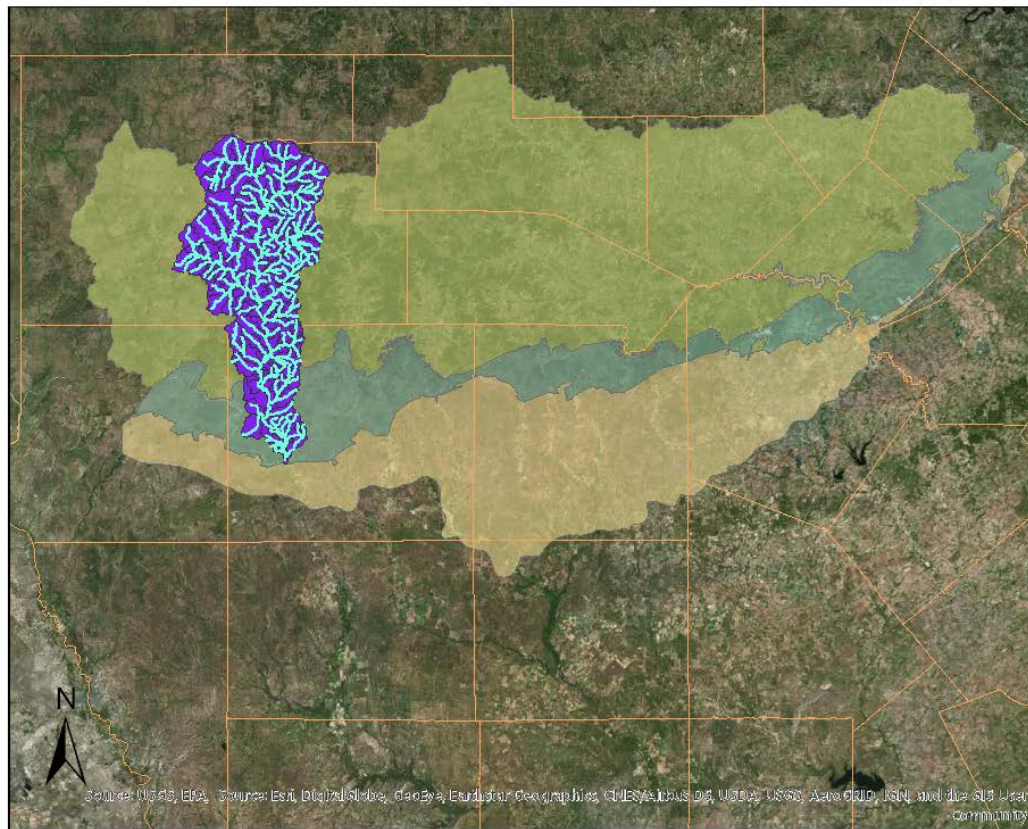 N
Source: USGS, EPA, Source: Esri, DigitalGlobe, GeoEye, Earthstar Geographics, CNES/Airbus DS, USDA, USGS, AeroGRID, IGN, and the GIS User
Community